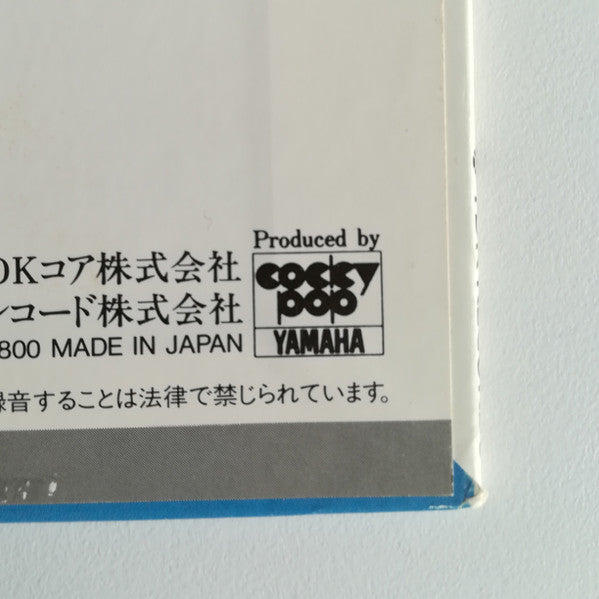 Produced by
DKコア株式会社
cocky
ンコード株式会社
pop
800 MADE IN JAPAN
YAMAHA
録音することは法律で禁じられています。